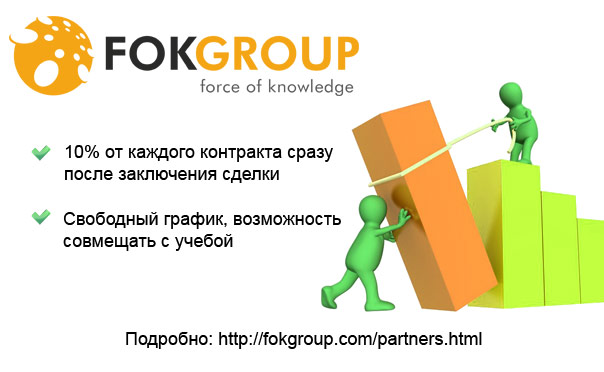 FOKGROUP
force of knowledge
10% от каждого контракта сразу
после заключения сделки
Свободный график, возможность
совмещать с учебой
Подробно: http://fokgroup.com/partners.html